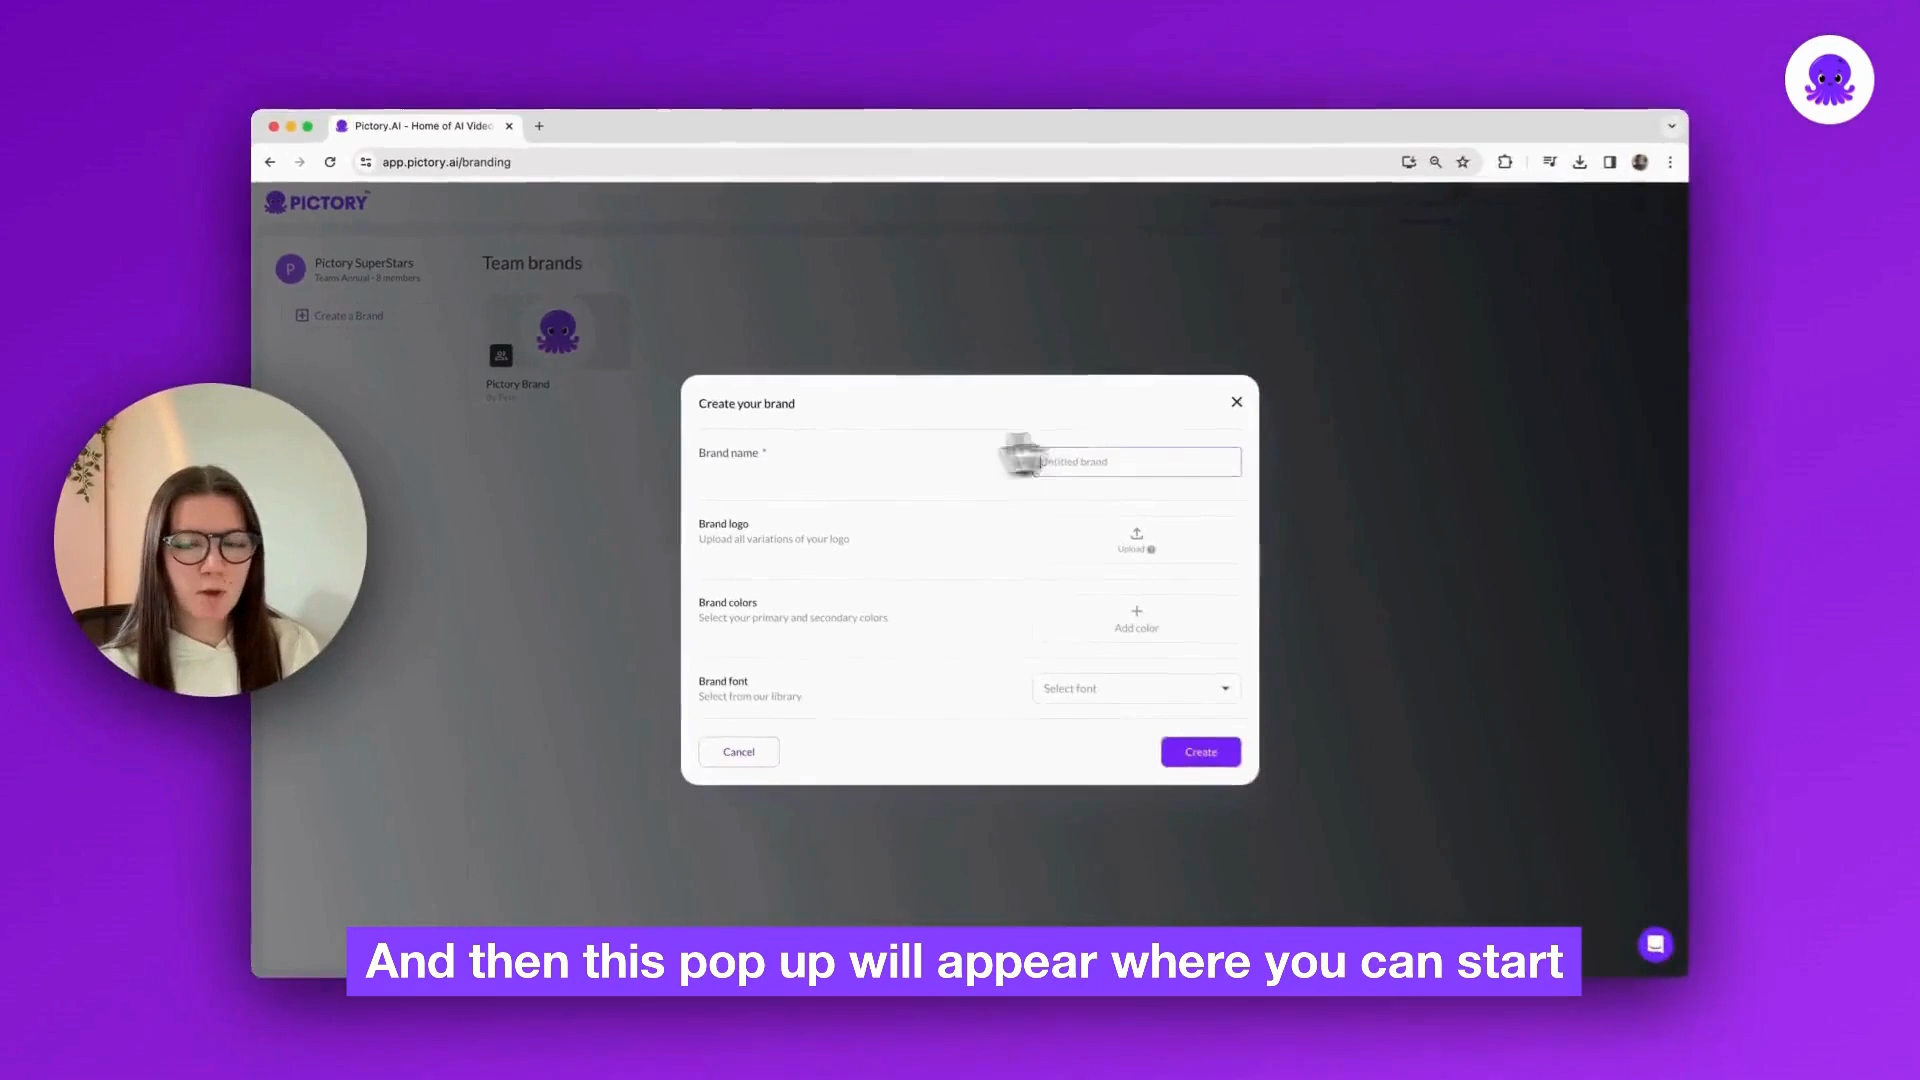 Pictory.AI - Home of AI Video
app.pictory.ai/branding
PICTORY
P
Pictory SuperStars
Teams Annual - 8 members
Create a Brand
Team brands
Pictory Brand
Create your brand
Brand name *
Untitled brand
Brand logo
Upload all variations of your logo
Upload
Brand colors
Select your primary and secondary colors
Add color
Brand font
Select from our library
Select font
Cancel
Create
And then this pop up will appear where you can start